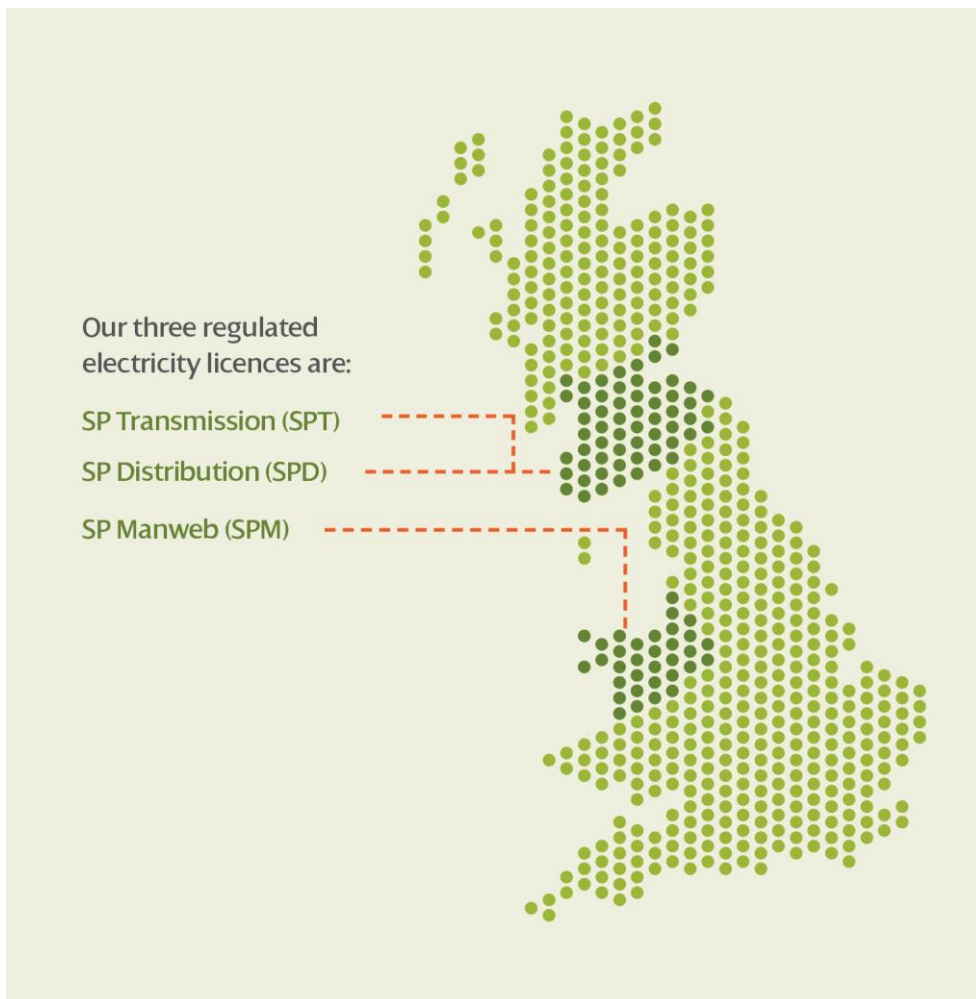 Our three regulated
electricity licences are:
SP Transmission (SPT)
SP Distribution (SPD)
SP Manweb (SPM)